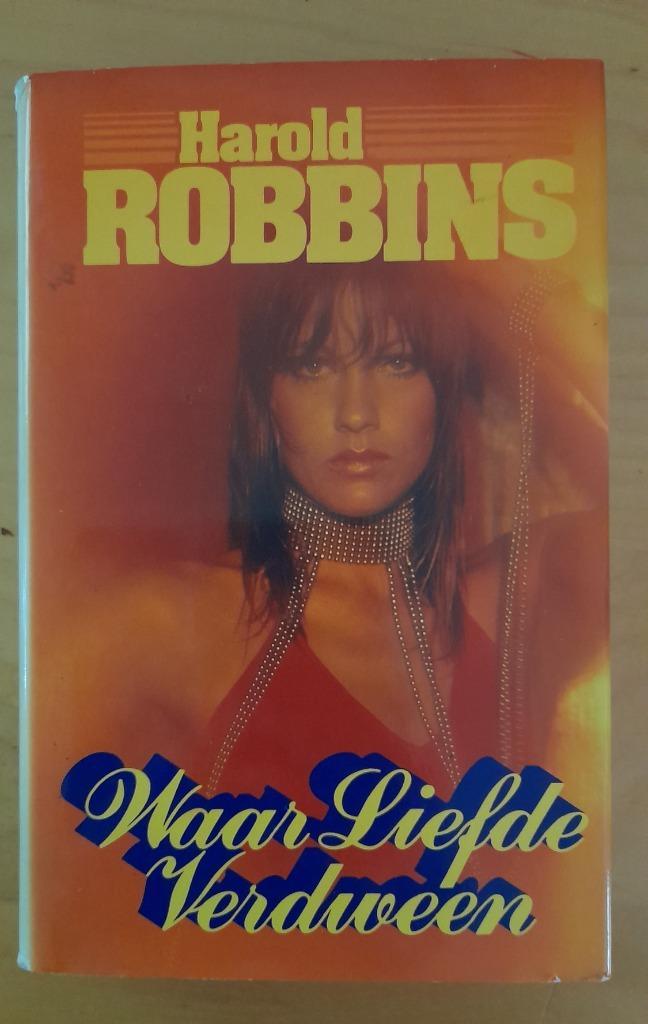 Harold
ROBBINS
Waar Liefde
Verdween